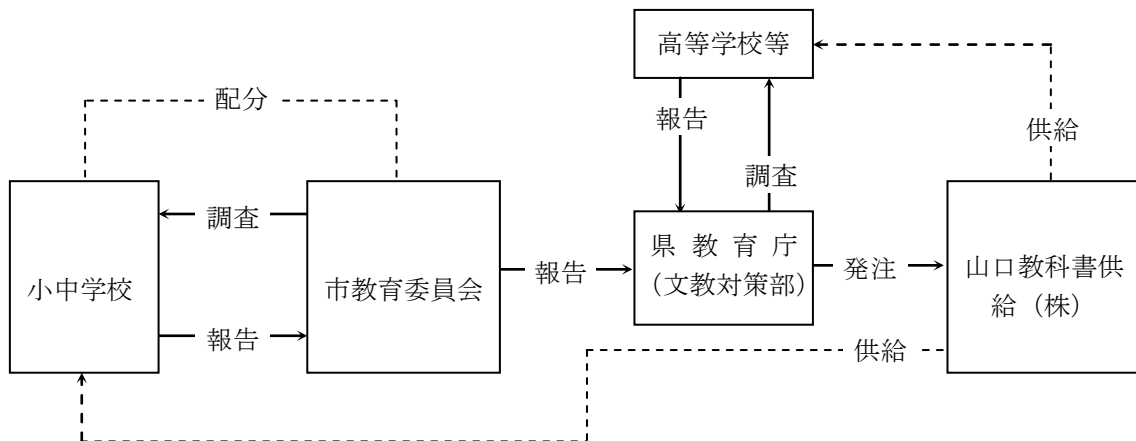 高等学校等
配分
報告
供給
調査
調査
県教育庁
(文教対策部)
小中学校
市教育委員会
報告
発注
山口教科書供
給(株)
報告
供給